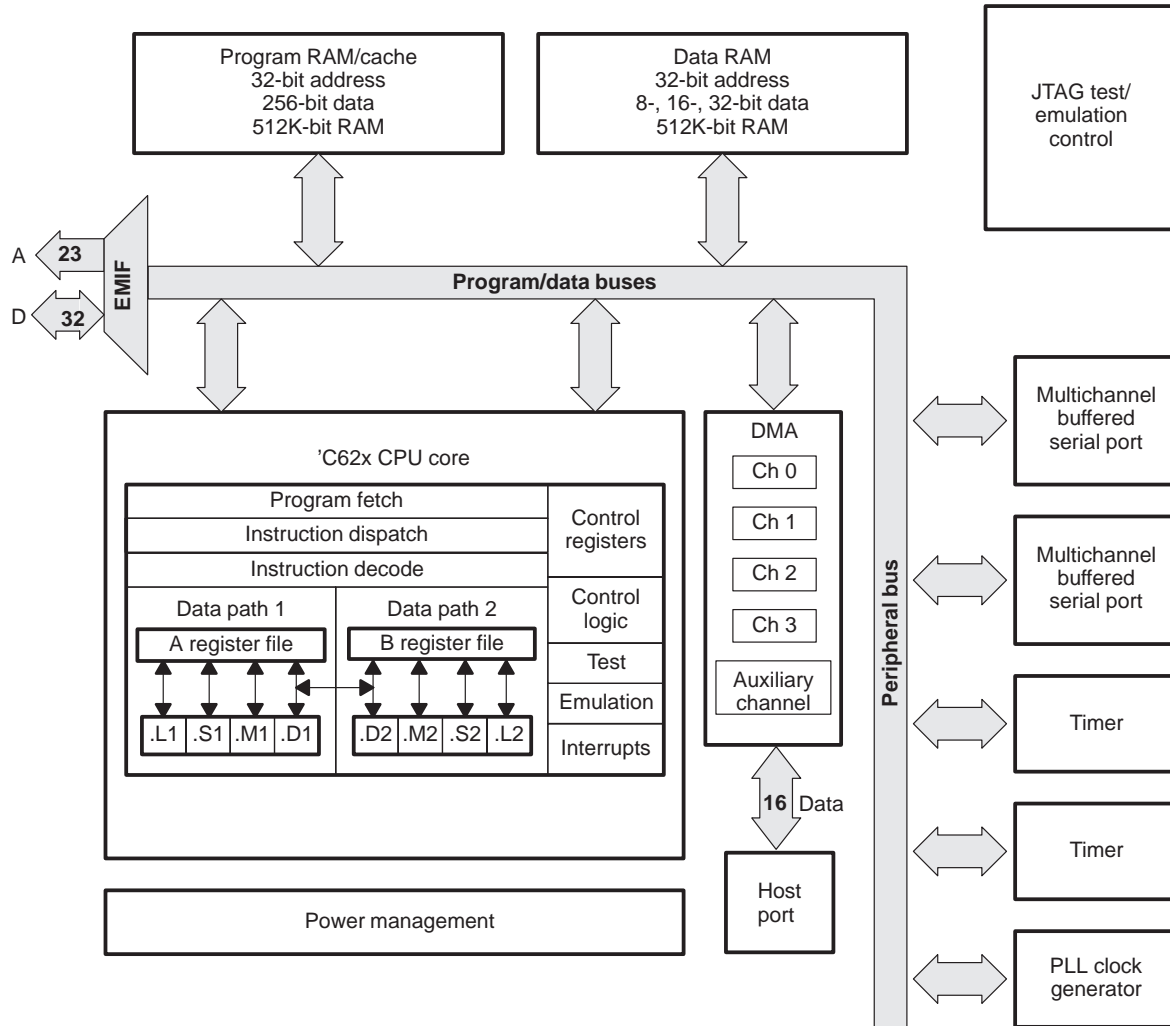 Program RAM/cache
32-bit address
256-bit data
512K-bit RAM
Data RAM
32-bit address
8-, 16-, 32-bit data
512K-bit RAM
JTAG test/
emulation
control
A
23
D
32
EMIF
Program/data buses
'C62x CPU core
Program fetch
Instruction dispatch
Instruction decode
Data path 1
A register file
.L1 .S1 .M1 .D1
Data path 2
B register file
.D2 .M2 .S2 .L2
Control
registers
Control
logic
Test
Emulation
Interrupts
DMA
Ch 0
Ch 1
Ch 2
Ch 3
Auxiliary
channel
16 Data
Host
port
Power management
Peripheral bus
Multichannel
buffered
serial port
Multichannel
buffered
serial port
Timer
Timer
PLL clock
generator